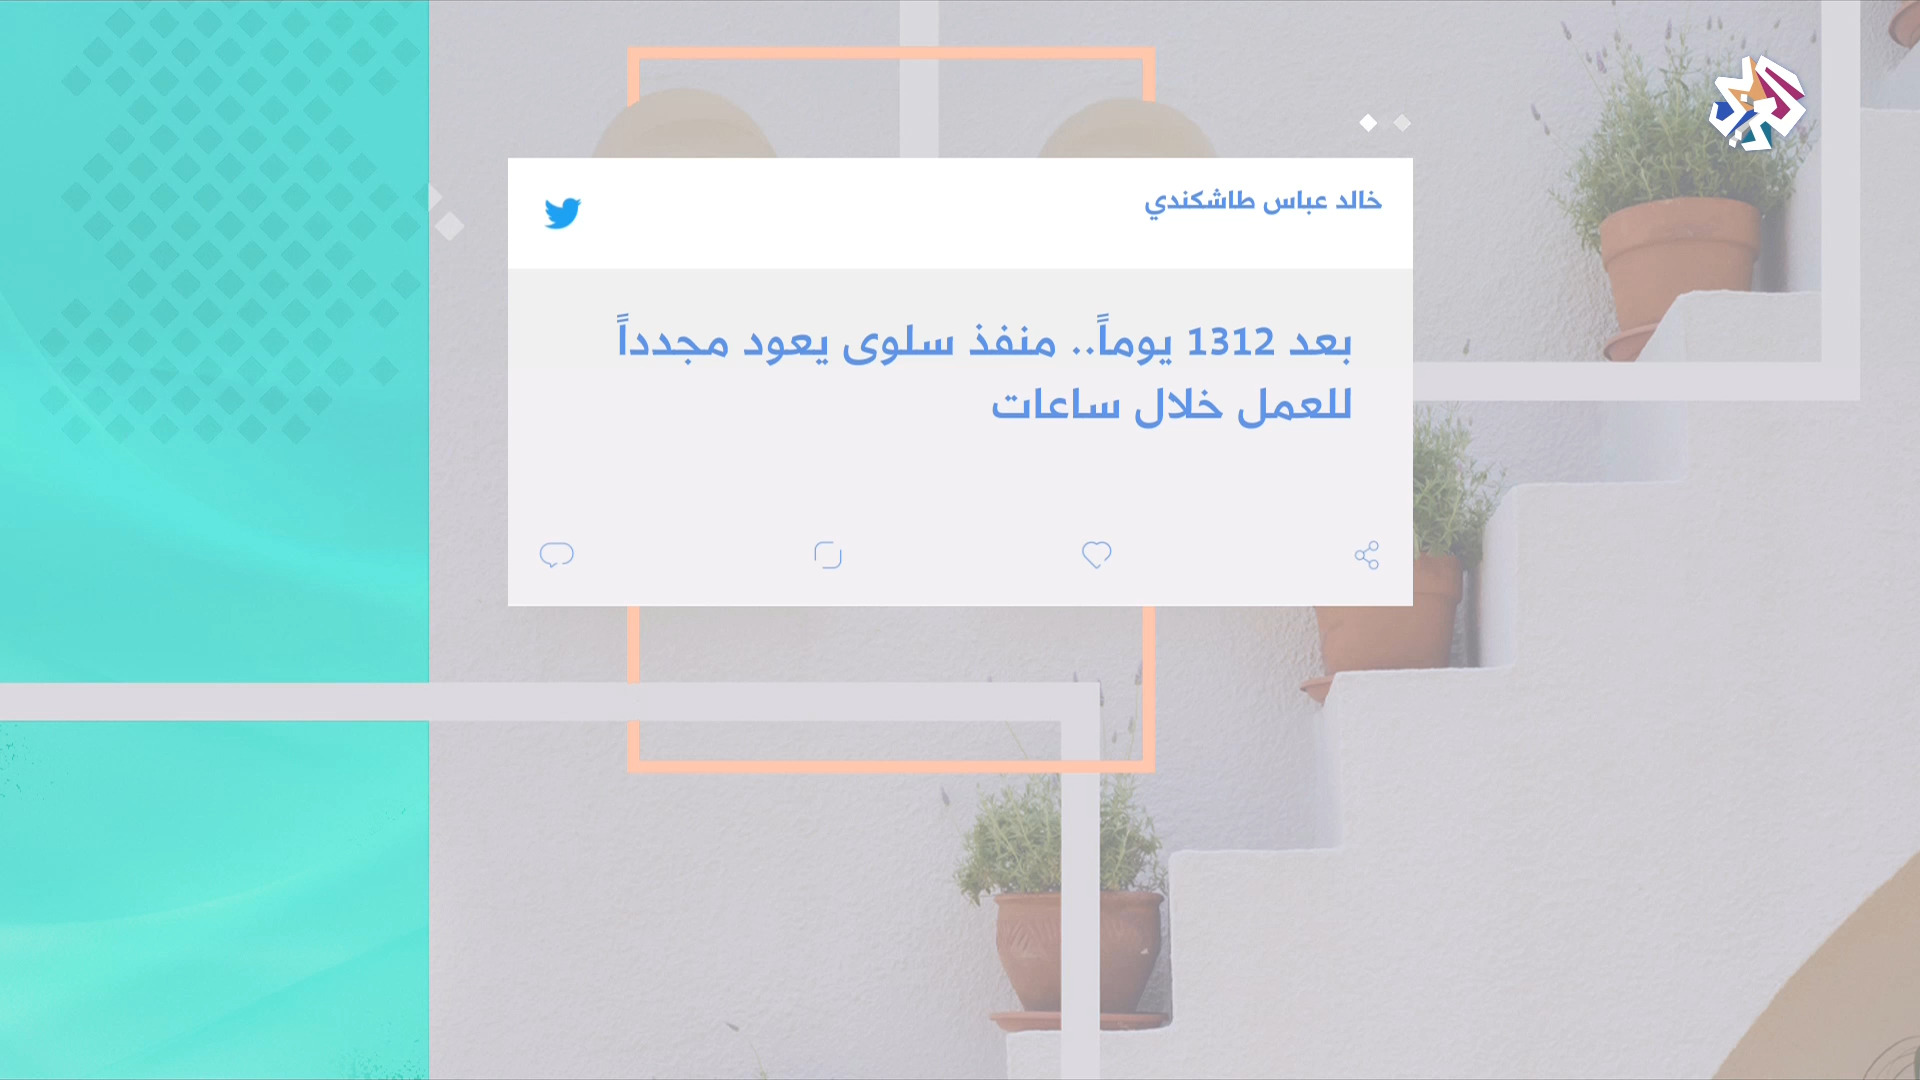 خالد عباس طاشكندي
بعد 1312 يوماً.. منفذ سلوى يعود مجدداً
للعمل خلال ساعات